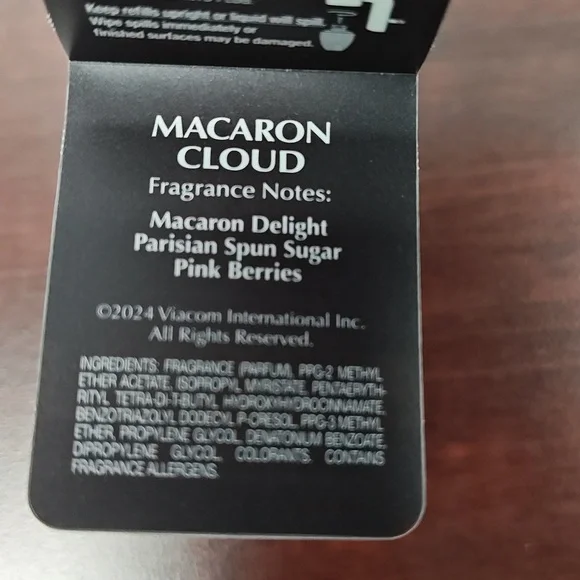 Keep refills upright or liquid will spill.
Wipe spills immediately or
finished surfaces may be damaged.
MACARON
CLOUD
Fragrance Notes:
Macaron Delight
Parisian Spun Sugar
Pink Berries
©2024 Viacom International Inc.
All Rights Reserved.
INGREDIENTS: FRAGRANCE (PARFUM), PPG-2 METHYL
ETHER ACETATE, ISOPROPYL MYRISTATE, PENTAERYTH-
RITYL TETRA-DI-T-BUTYL HYDROXYHYDROCINNAMATE,
BENZOTRIAZOLYL DODECYL P-CRESOL, PPG-3 METHYL
ETHER, PROPYLENE GLYCOL, DENATONIUM BENZOATE,
DIPROPYLENE GLYCOL, COLORANTS. CONTAINS
FRAGRANCE ALLERGENS.